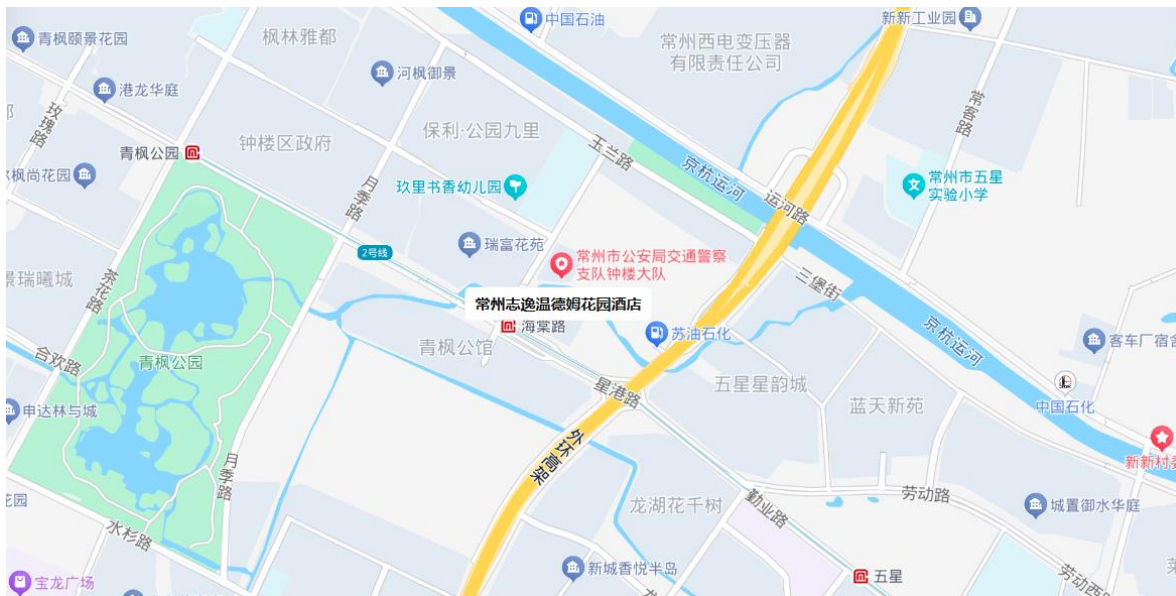 青枫颐景花园
枫林雅都
中国石油
常州西电变压器
有限责任公司
新新工业园
港龙华庭
河枫御景
常客路
玫瑰路
钟楼区政府
保利·公园九里
玉兰路
青枫公园
京杭运河
枫尚花园
月季路
玖里书香幼儿园
常州市五星
实验小学
运河路
2号线
瑞富花苑
常州市公安局交通警察
支队钟楼大队
景瑞曦城
茶花路
三堡街
常州志逸温德姆花园酒店
海棠路
苏油石化
京杭运河
客车厂宿舍
合欢路
青枫公园
青枫公馆
星港路
五星星韵城
中国石化
申达林与城
蓝天新苑
外环高架
新新村委
月季路
花园
龙湖花千树
勤业路
劳动路
城置御水华庭
水杉路
宝龙广场
新城香悦半岛
五星
劳动西路